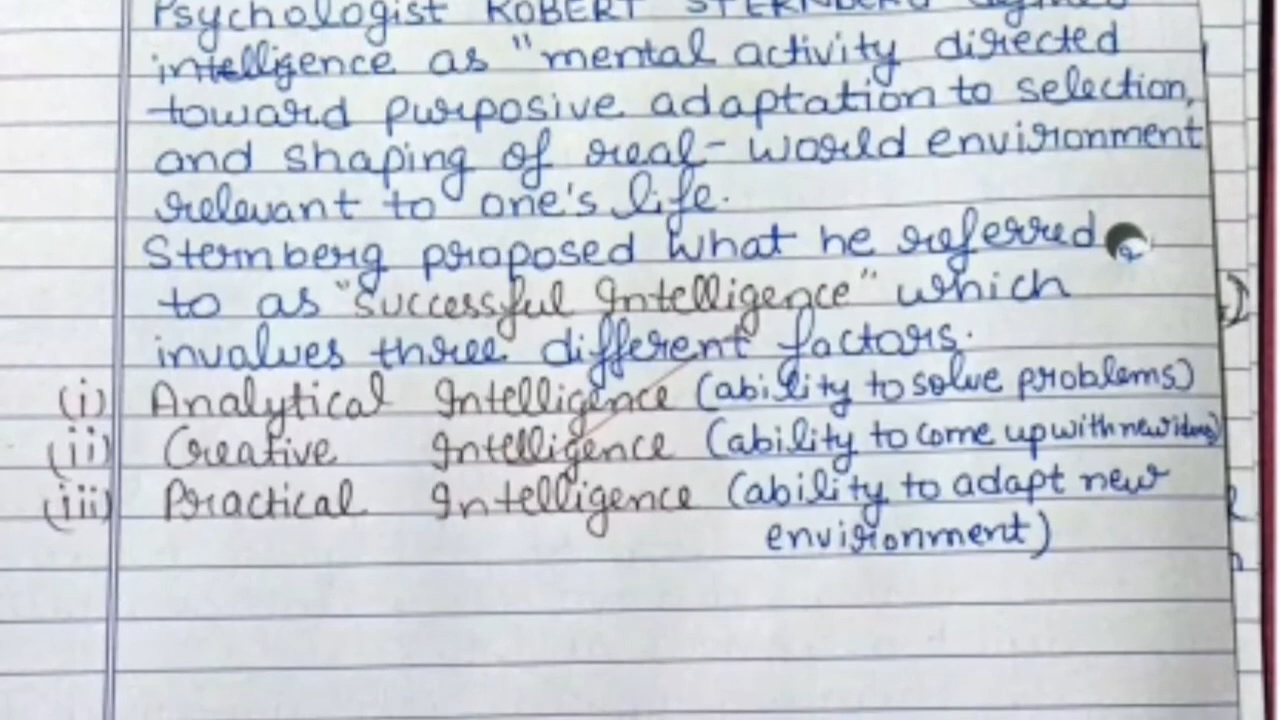 Psychologist ROBERT STERNBERG defined
intelligence as "mental activity directed
toward purposive adaptation to selection,
and shaping of real-world environment
relevant to one's life.
Sternberg proposed what he referred
to as "Successful Intelligence" which
involves three different factors.
(i) Analytical Intelligence (ability to solve problems)
(ii) Creative Intelligence (ability to come up with new ideas)
(iii) Practical Intelligence (ability to adapt new
environment)